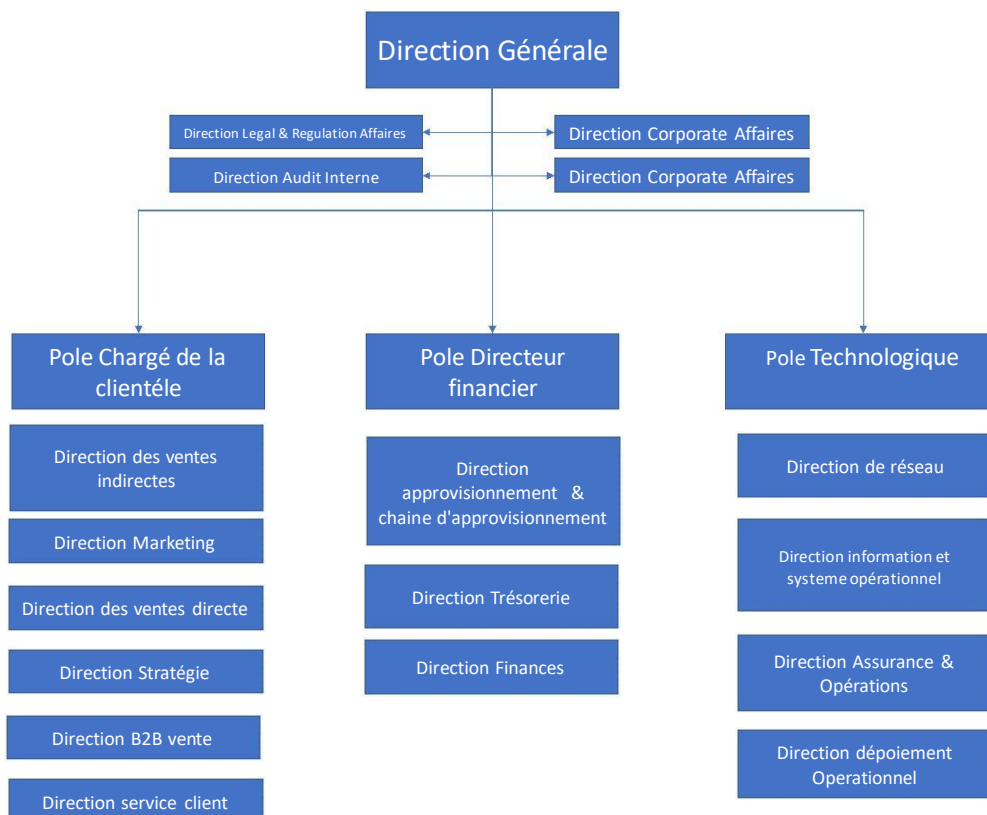 Direction Générale
Direction Legal & Regulation Affaires
Direction Corporate Affaires
Direction Audit Interne
Direction Corporate Affaires
Pole Chargé de la
clientéle
Pole Directeur
financier
Pole Technologique
Direction des ventes
indirectes
Direction Marketing
Direction des ventes directe
Direction Stratégie
Direction B2B vente
Direction service client
Direction
approvisionnement &
chaine d'approvisionnement
Direction Trésorerie
Direction Finances
Direction de réseau
Direction information et
systeme opérationnel
Direction Assurance &
Opérations
Direction dépoiement
Operationnel